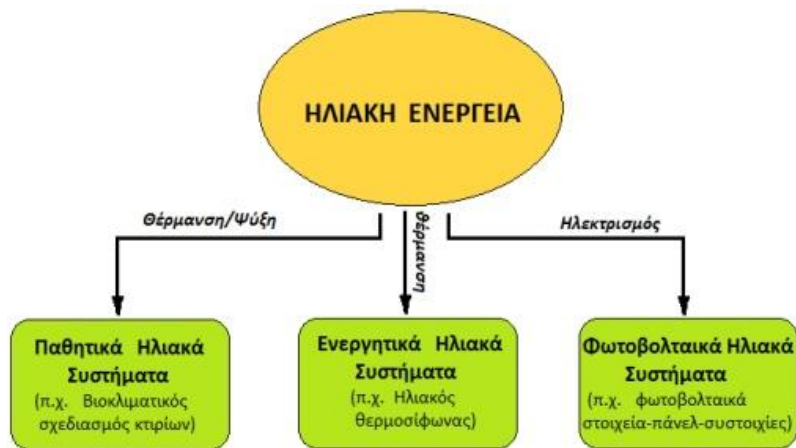 ΗΛΙΑΚΗ ΕΝΕΡΓΕΙΑ
Θέρμανση/Ψύξη
θέρμανση
Ηλεκτρισμός
Παθητικά Ηλιακά
Συστήματα
(π.χ. Βιοκλιματικός
σχεδιασμός κτιρίων)
Ενεργητικά Ηλιακά
Συστήματα
(π.χ. Ηλιακός
θερμοσίφωνας)
Φωτοβολταικά Ηλιακά
Συστήματα
(π.χ. φωτοβολταικά
στοιχεία-πάνελ-συστοιχίες)